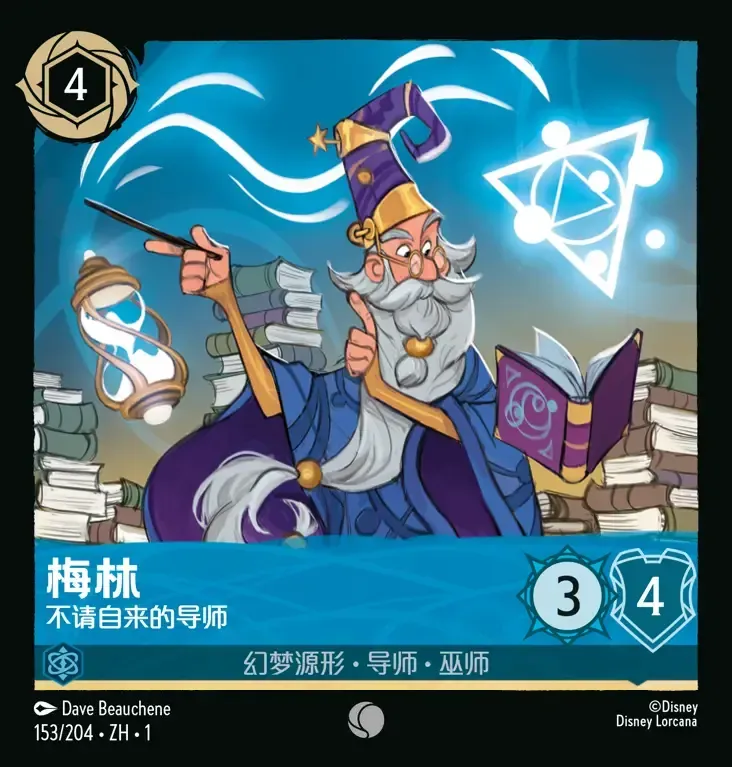 4
梅林
不请自来的导师
3
4
幻梦源形 • 导师 • 巫师
Dave Beauchene
153/204 • ZH • 1
©Disney
Disney Lorcana